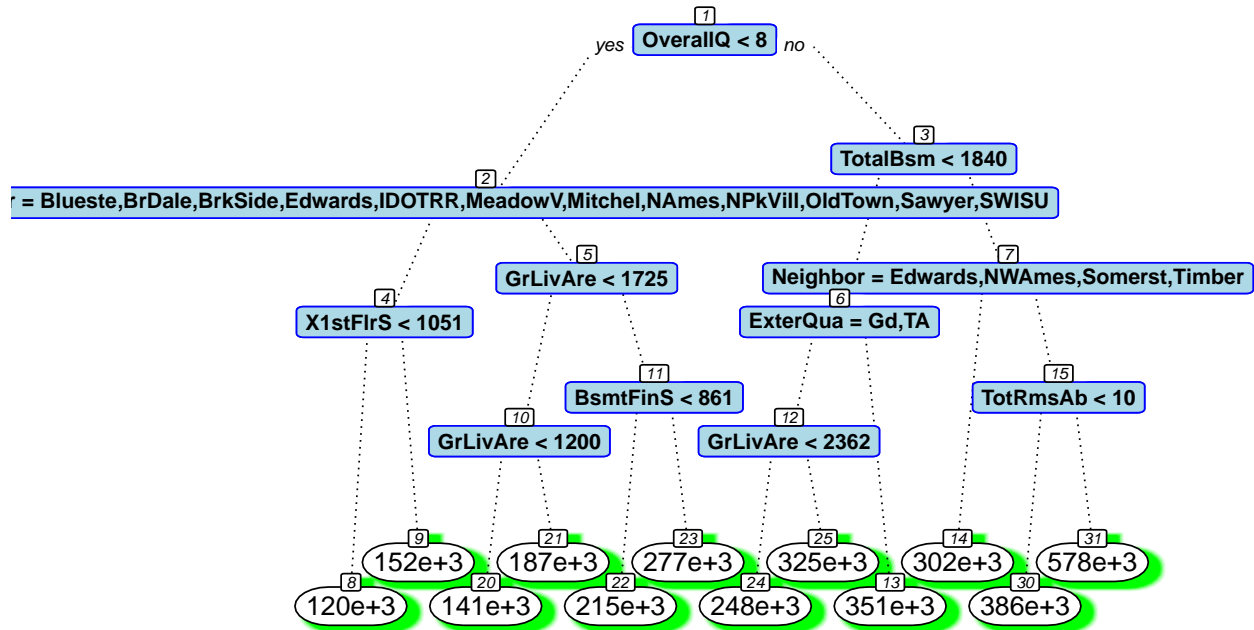 1
yes OverallQ < 8 no
3
TotalBsm < 1840
2
r = Blueste,BrDale,BrkSide,Edwards,IDOTRR,MeadowV,Mitchel,NAmes,NPkVill,OldTown,Sawyer,SWISU
5
GrLivAre < 1725
7
Neighbor = Edwards,NWAmes,Somerst,Timber
4
X1stFlrS < 1051
6
ExterQua = Gd,TA
11
BsmtFinS < 861
15
TotRmsAb < 10
10
GrLivAre < 1200
12
GrLivAre < 2362
9
152e+3
21
187e+3
23
277e+3
25
325e+3
14
302e+3
31
578e+3
8
120e+3
20
141e+3
22
215e+3
24
248e+3
13
351e+3
30
386e+3